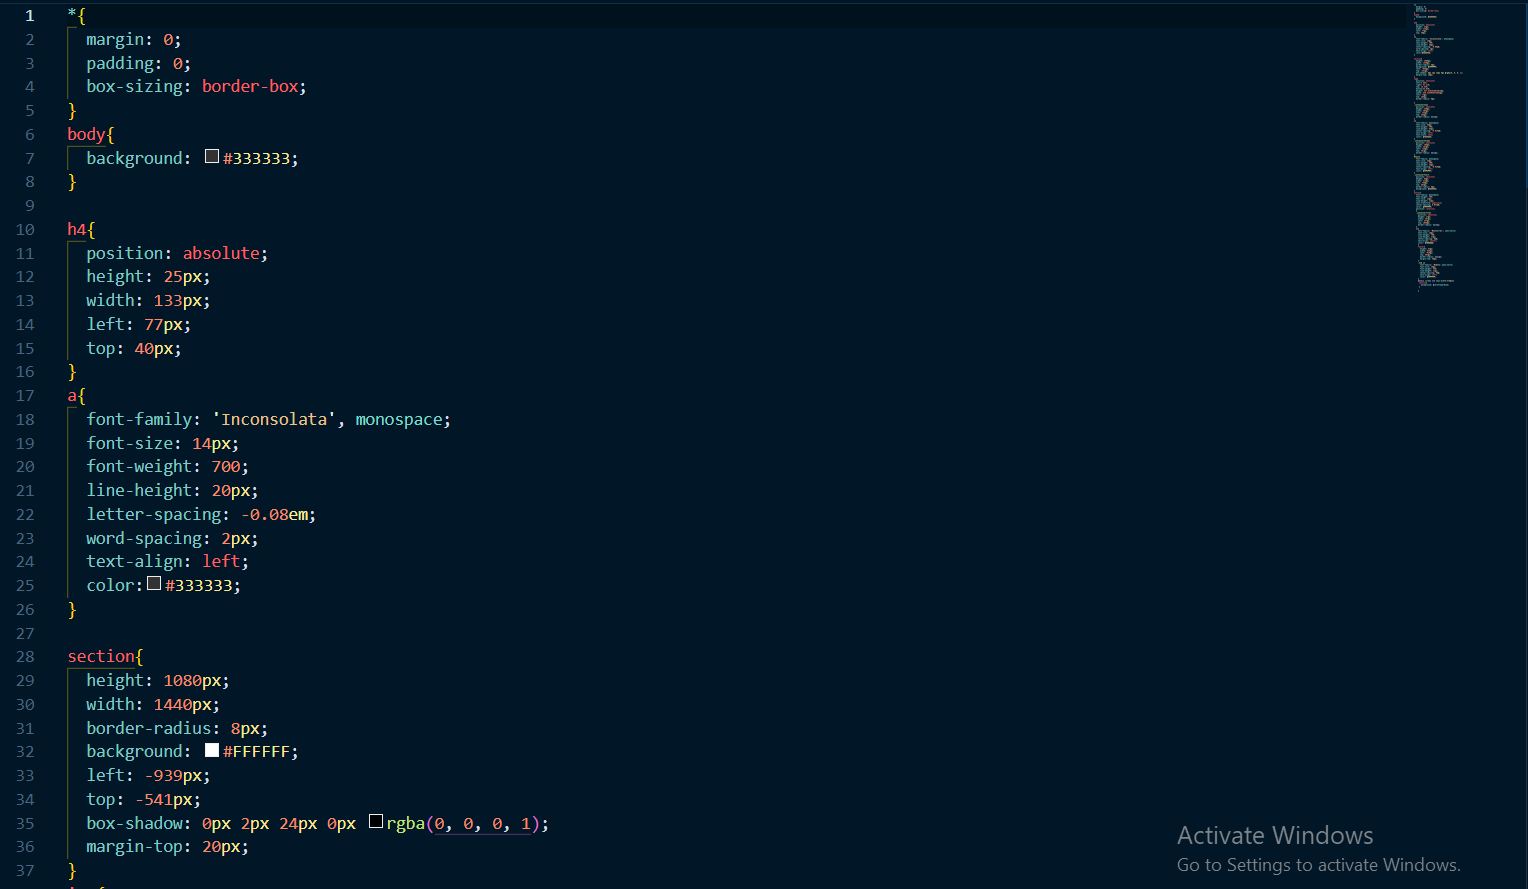 1 *{
2 margin: 0;
3 padding: 0;
4 box-sizing: border-box;
5 }
6 body{
7 background: #333333;
8 }
9
10 h4{
11 position: absolute;
12 height: 25px;
13 width: 133px;
14 left: 77px;
15 top: 40px;
16 }
17 a{
18 font-family: 'Inconsolata', monospace;
19 font-size: 14px;
20 font-weight: 700;
21 line-height: 20px;
22 letter-spacing: -0.08em;
23 word-spacing: 2px;
24 text-align: left;
25 color: #333333;
26 }
27
28 section{
29 height: 1080px;
30 width: 1440px;
31 border-radius: 8px;
32 background: #FFFFFF;
33 left: -939px;
34 top: -541px;
35 box-shadow: 0px 2px 24px 0px rgba(0, 0, 0, 1);
36 margin-top: 20px;
37 }
Activate Windows
Go to Settings to activate Windows.